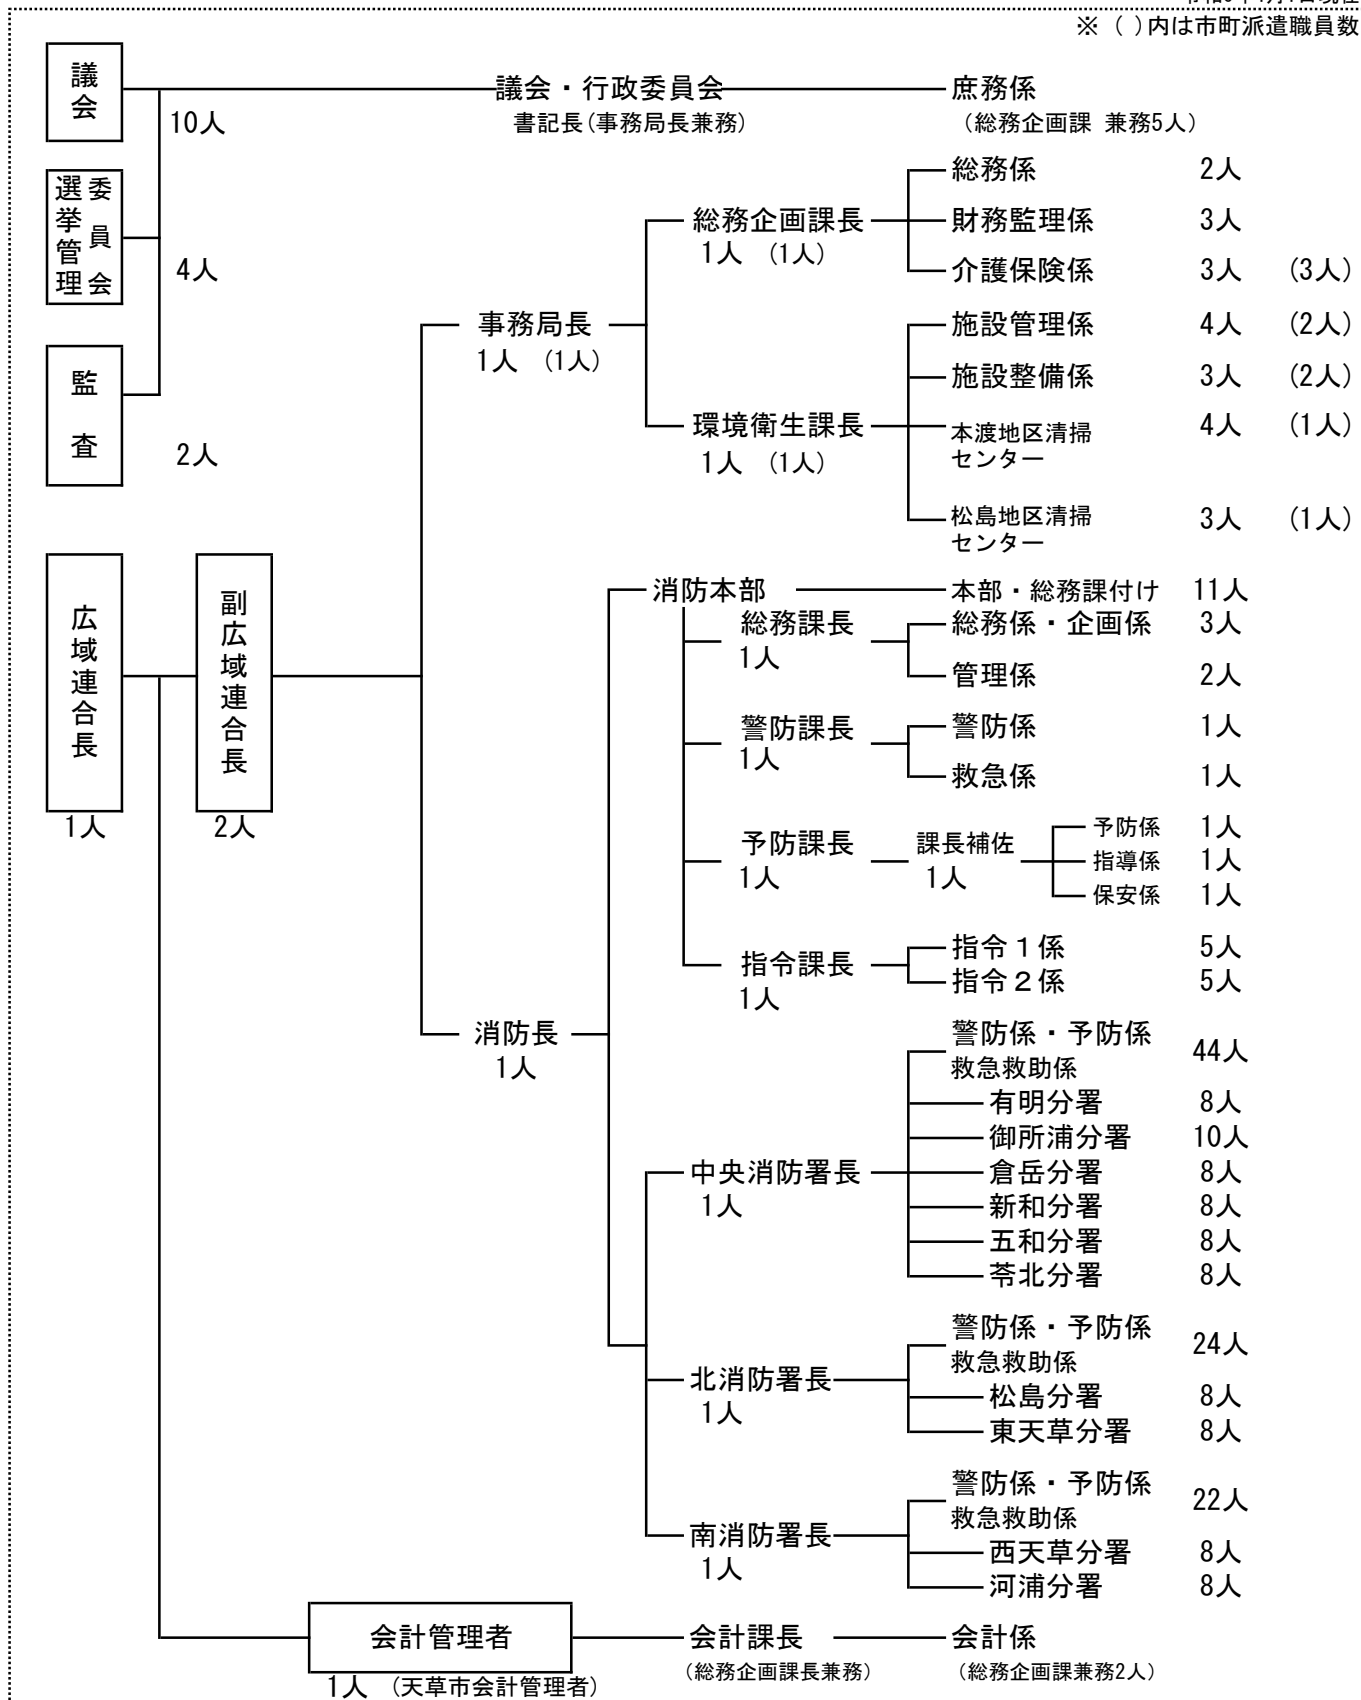 ※ ( )内は市町派遣職員数
議会
議会・行政委員会
庶務係
10人
書記長(事務局長兼務)
(総務企画課 兼務5人)
選挙管理委員会
4人
監査
2人
事務局長
1人 (1人)
総務企画課長
1人 (1人)
総務係 2人
財務監理係 3人
介護保険係 3人 (3人)
環境衛生課長
1人 (1人)
施設管理係 4人 (2人)
施設整備係 3人 (2人)
本渡地区清掃 4人 (1人)
センター
松島地区清掃 3人 (1人)
センター
広域連合長
1人
副広域連合長
2人
消防長
1人
消防本部
本部・総務課付け 11人
総務課長
1人
総務係・企画係 3人
管理係 2人
警防課長
1人
警防係 1人
救急係 1人
予防課長
1人
課長補佐
1人
予防係 1人
指導係 1人
保安係 1人
指令課長
1人
指令1係 5人
指令2係 5人
中央消防署長
1人
警防係・予防係
救急救助係
44人
有明分署 8人
御所浦分署 10人
倉岳分署 8人
新和分署 8人
五和分署 8人
苓北分署 8人
北消防署長
1人
警防係・予防係
救急救助係
24人
松島分署 8人
東天草分署 8人
南消防署長
1人
警防係・予防係
救急救助係
22人
西天草分署 8人
河浦分署 8人
会計管理者
1人 (天草市会計管理者)
会計課長
(総務企画課長兼務)
会計係
(総務企画課兼務2人)